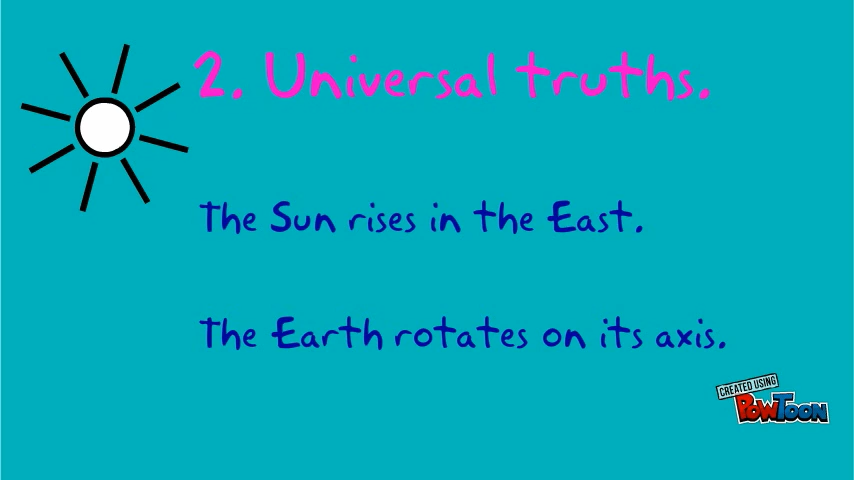 2. Universal truths.
The Sun rises in the East.
The Earth rotates on its axis.
CREATED USING
POWTOON